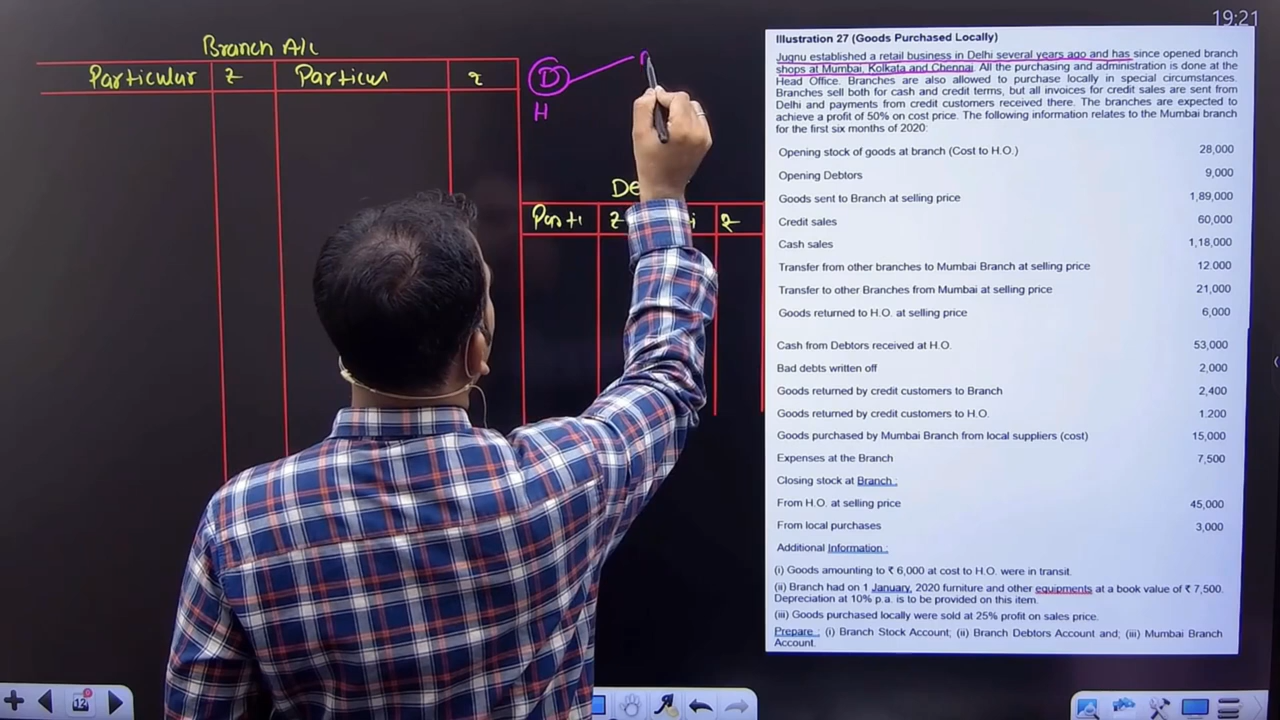 19:21
Branch A/c
Particular ₹ Particus ₹
D
H
Parti ₹ ₹
Illustration 27 (Goods Purchased Locally)
Jugnu established a retail business in Delhi several years ago and has since opened branch
shops at Mumbai, Kolkata and Chennai. All the purchasing and administration is done at the
Head Office. Branches are also allowed to purchase locally in special circumstances.
Branches sell both for cash and credit terms, but all invoices for credit sales are sent from
Delhi and payments from credit customers received there. The branches are expected to
achieve a profit of 50% on cost price. The following information relates to the Mumbai branch
for the first six months of 2020:
Opening stock of goods at branch (Cost to H.O.) 28,000
Opening Debtors 9,000
Goods sent to Branch at selling price 1,89,000
Credit sales 60,000
Cash sales 1,18,000
Transfer from other branches to Mumbai Branch at selling price 12.000
Transfer to other Branches from Mumbai at selling price 21,000
Goods returned to H.O. at selling price 6,000
Cash from Debtors received at H.O. 53,000
Bad debts written off 2,000
Goods returned by credit customers to Branch 2,400
Goods returned by credit customers to H.O. 1.200
Goods purchased by Mumbai Branch from local suppliers (cost) 15,000
Expenses at the Branch 7,500
Closing stock at Branch :
From H.O. at selling price 45,000
From local purchases 3,000
Additional Information :
(i) Goods amounting to ₹ 6,000 at cost to H.O. were in transit.
(ii) Branch had on 1 January, 2020 furniture and other equipments at a book value of ₹ 7,500.
Depreciation at 10% p.a. is to be provided on this item.
(iii) Goods purchased locally were sold at 25% profit on sales price.
Prepare : (i) Branch Stock Account; (ii) Branch Debtors Account and; (iii) Mumbai Branch
Account.
12